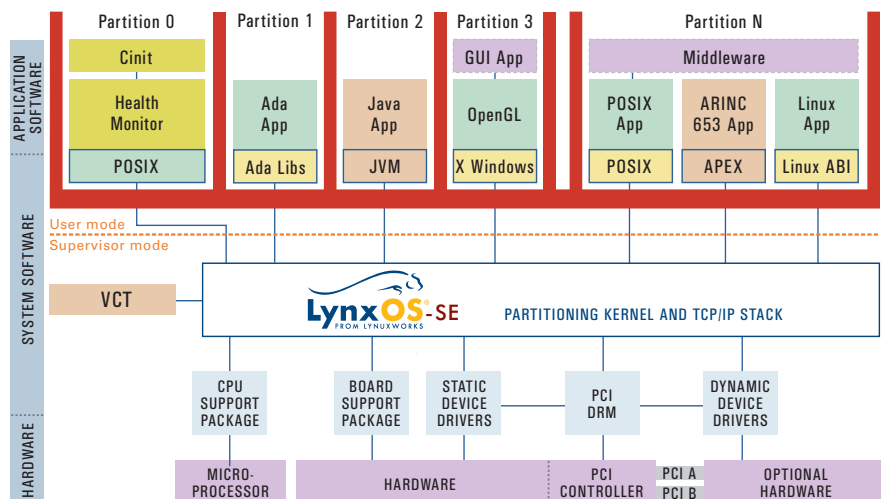 Partition 0
Partition 1
Partition 2
Partition 3
Partition N
APPLICATION
SOFTWARE
Cinit
GUI App
Middleware
Health
Monitor
Ada
App
Java
App
OpenGL
POSIX
App
ARINC
653 App
Linux
App
POSIX
Ada Libs
JVM
X Windows
POSIX
APEX
Linux ABI
SYSTEM SOFTWARE
User mode
Supervisor mode
VCT
LynxOS®-SE
FROM LYNUXWORKS
PARTITIONING KERNEL AND TCP/IP STACK
CPU
SUPPORT
PACKAGE
BOARD
SUPPORT
PACKAGE
STATIC
DEVICE
DRIVERS
PCI
DRM
DYNAMIC
DEVICE
DRIVERS
HARDWARE
MICRO-
PROCESSOR
HARDWARE
PCI
CONTROLLER
PCI A
PCI B
OPTIONAL
HARDWARE